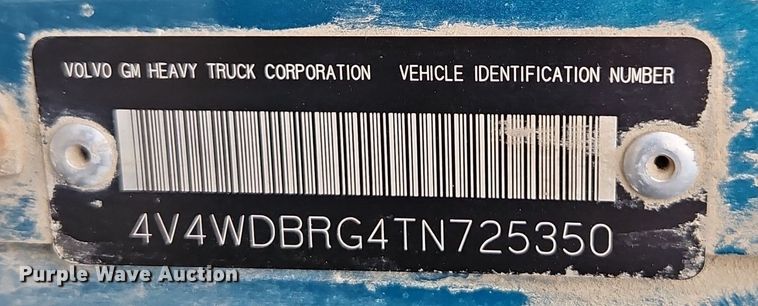 VOLVO GM HEAVY TRUCK CORPORATION VEHICLE IDENTIFICATION NUMBER
4V4WDBRG4TN725350
Purple Wave Auction